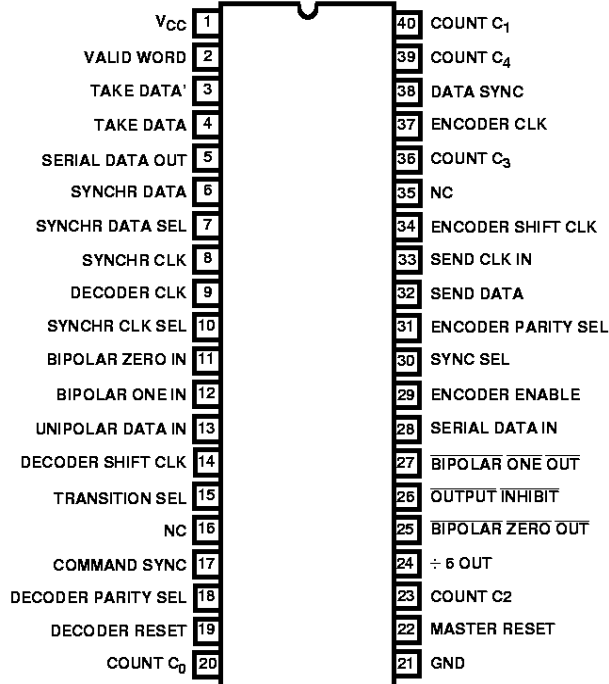 VCC 1
VALID WORD 2
TAKE DATA' 3
TAKE DATA 4
SERIAL DATA OUT 5
SYNCHR DATA 6
SYNCHR DATA SEL 7
SYNCHR CLK 8
DECODER CLK 9
SYNCHR CLK SEL 10
BIPOLAR ZERO IN 11
BIPOLAR ONE IN 12
UNIPOLAR DATA IN 13
DECODER SHIFT CLK 14
TRANSITION SEL 15
NC 16
COMMAND SYNC 17
DECODER PARITY SEL 18
DECODER RESET 19
COUNT C0 20
40 COUNT C1
39 COUNT C4
38 DATA SYNC
37 ENCODER CLK
36 COUNT C3
35 NC
34 ENCODER SHIFT CLK
33 SEND CLK IN
32 SEND DATA
31 ENCODER PARITY SEL
30 SYNC SEL
29 ENCODER ENABLE
28 SERIAL DATA IN
27 BIPOLAR ONE OUT
26 OUTPUT INHIBIT
25 BIPOLAR ZERO OUT
24 ÷ 6 OUT
23 COUNT C2
22 MASTER RESET
21 GND